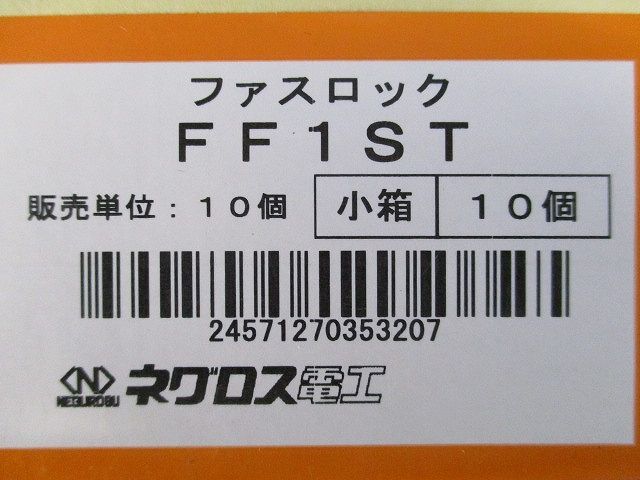 ファスロック
FF1ST
販売単位：10個 小箱 10個
24571270353207
N ネグロス電工
NEGUROSU